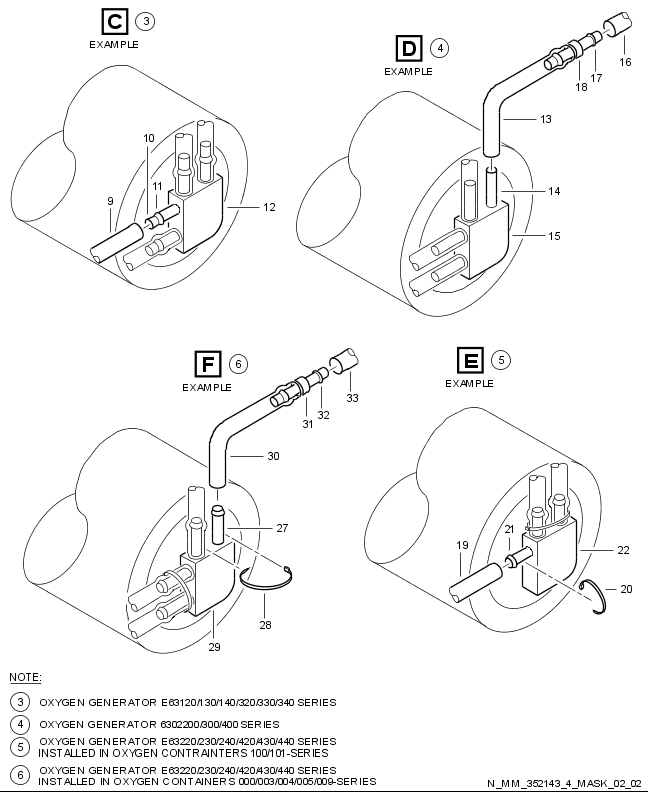 C 3
EXAMPLE
D 4
EXAMPLE
16
17
18
13
10
11
9
12
14
15
F 6
EXAMPLE
E 5
EXAMPLE
33
32
31
30
27
28
29
21
19
22
20
NOTE:
3 OXYGEN GENERATOR E63120/130/140/320/330/340 SERIES
4 OXYGEN GENERATOR 6302200/300/400 SERIES
5 OXYGEN GENERATOR E63220/230/240/420/430/440 SERIES
INSTALLED IN OXYGEN CONTRAINTERS 100/101-SERIES
6 OXYGEN GENERATOR E63220/230/240/420/430/440 SERIES
INSTALLED IN OXYGEN CONTAINERS 000/003/004/005/009-SERIES
N_MM_352143_4_MASK_02_02